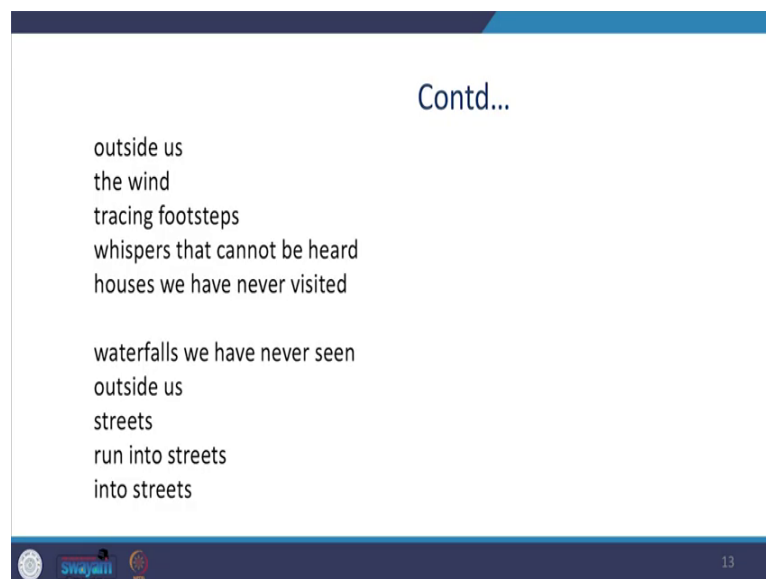 Contd...
outside us
the wind
tracing footsteps
whispers that cannot be heard
houses we have never visited
waterfalls we have never seen
outside us
streets
run into streets
into streets
swayam
13